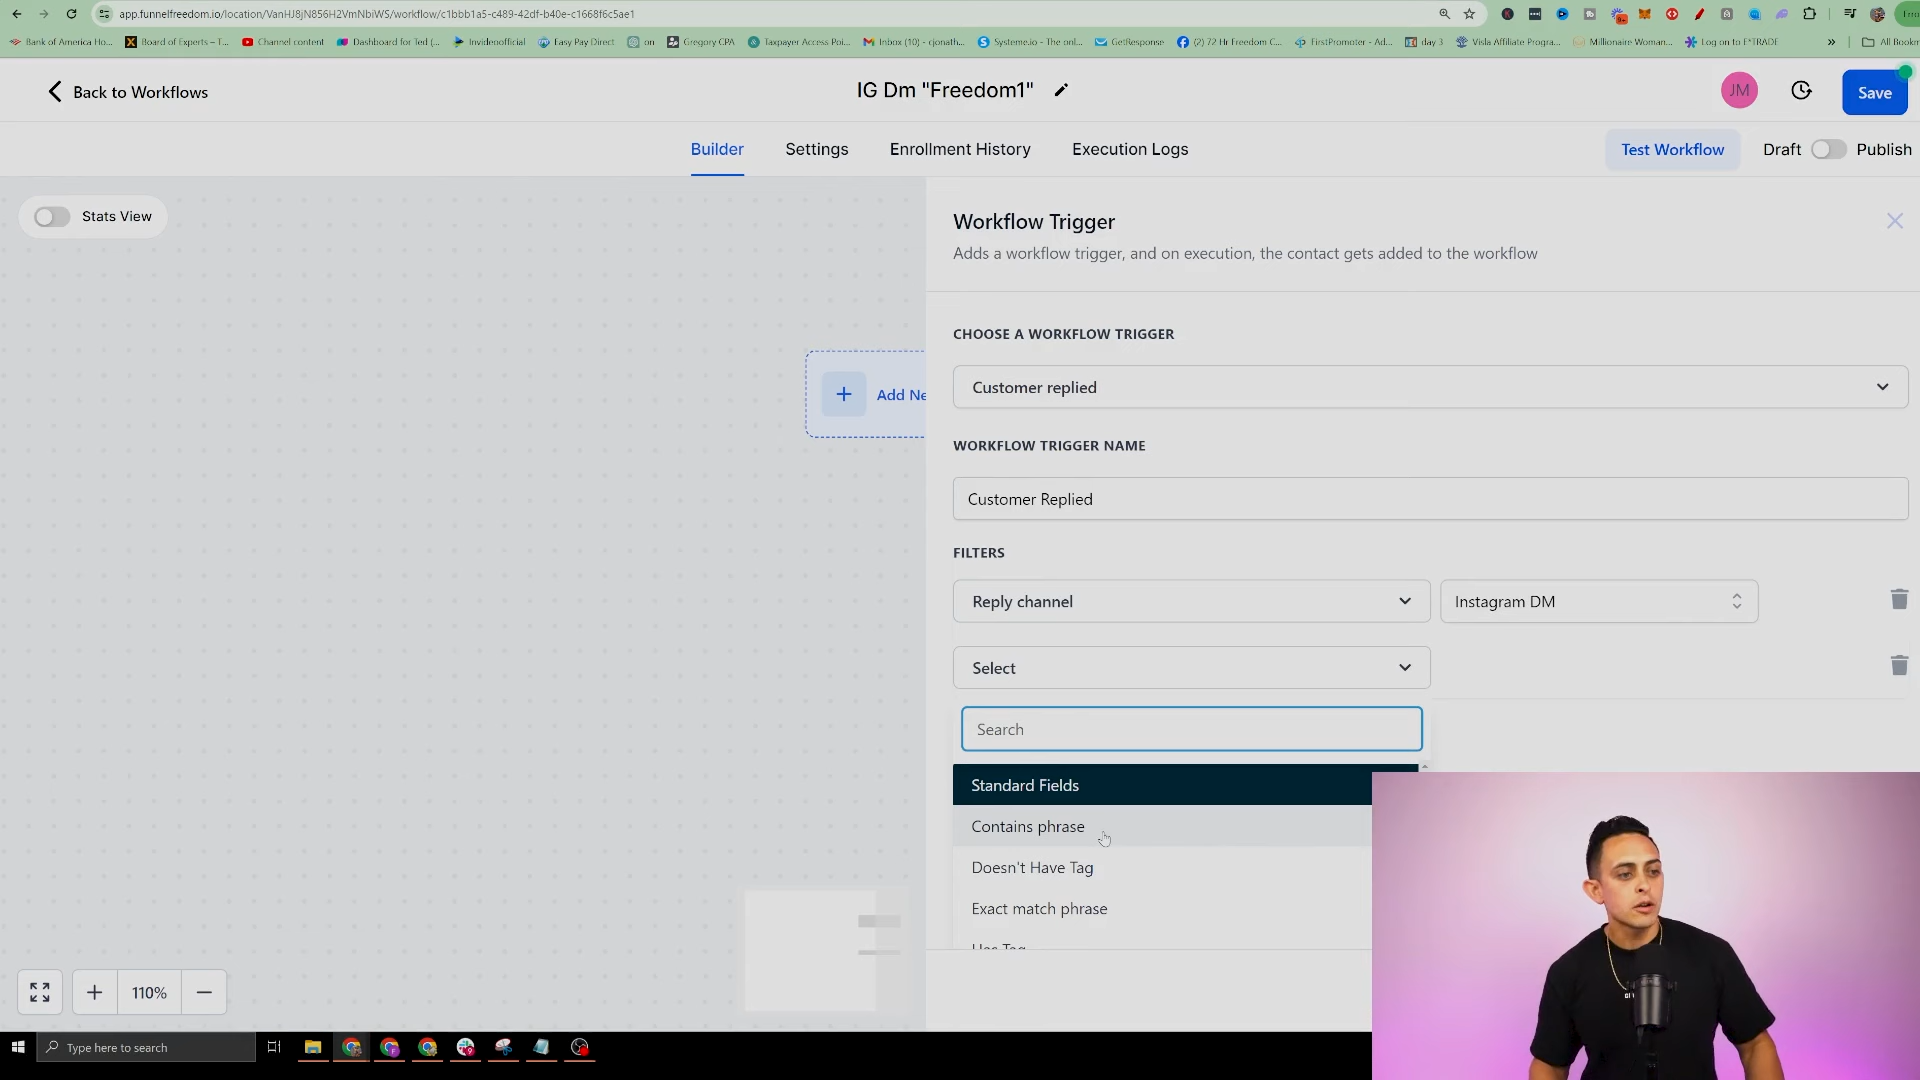 app.funnelfreedom.io/location/VanHJ8jN856H2VmNbiWS/workflow/c1bbb1a5-c489-42df-b40e-c1668f6c5ae1
Bank of America Ho...
Board of Experts – T...
Channel content
Dashboard for Ted (...
Invideoofficial
Easy Pay Direct
on
Gregory CPA
Taxpayer Access Poi...
Inbox (10) - cjonath...
Systeme.io - The onl...
GetResponse
(2) 72 Hr Freedom C...
FirstPromoter - Ad...
day 3
Visla Affiliate Progra...
Millionaire Woman...
Log on to E*TRADE
»
All Bookm
Back to Workflows
IG Dm "Freedom1"
JM
Save
Builder
Settings
Enrollment History
Execution Logs
Test Workflow
Draft
Publish
Stats View
Workflow Trigger
Adds a workflow trigger, and on execution, the contact gets added to the workflow
CHOOSE A WORKFLOW TRIGGER
Customer replied
WORKFLOW TRIGGER NAME
Customer Replied
FILTERS
Reply channel
Instagram DM
Select
Search
Standard Fields
Contains phrase
Doesn't Have Tag
Exact match phrase
Has Tag
Add Ne
110%
Type here to search